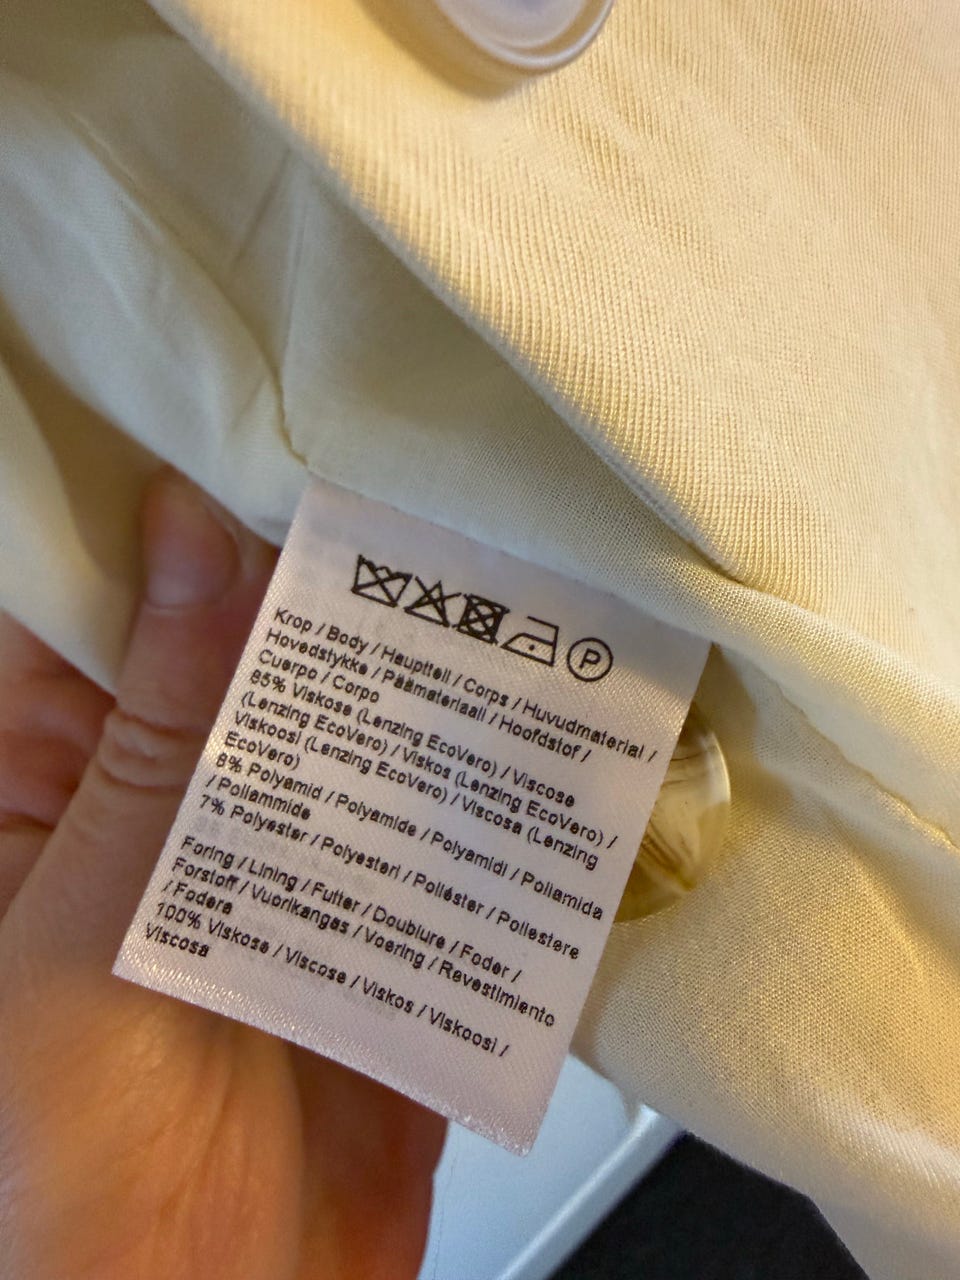 P
Krop / Body / Hauptteil / Corps / Huvudmaterial /
Hovedstykke / Päämateriaali / Hoofdstof /
Cuerpo / Corpo
85% Viskose (Lenzing EcoVero) / Viscose
(Lenzing EcoVero) / Viskos (Lenzing EcoVero) /
Viskoosi (Lenzing EcoVero) / Viscosa (Lenzing
EcoVero)
8% Polyamid / Polyamide / Polyamidi / Poliamida
/ Poliammide
7% Polyester / Polyesteri / Poliéster / Poliestere
Foring / Lining / Futter / Doublure / Foder /
Forstoff / Vuorikangas / Voering / Revestimiento
/ Fodera
100% Viskose / Viscose / Viskos / Viskoosi /
Viscosa